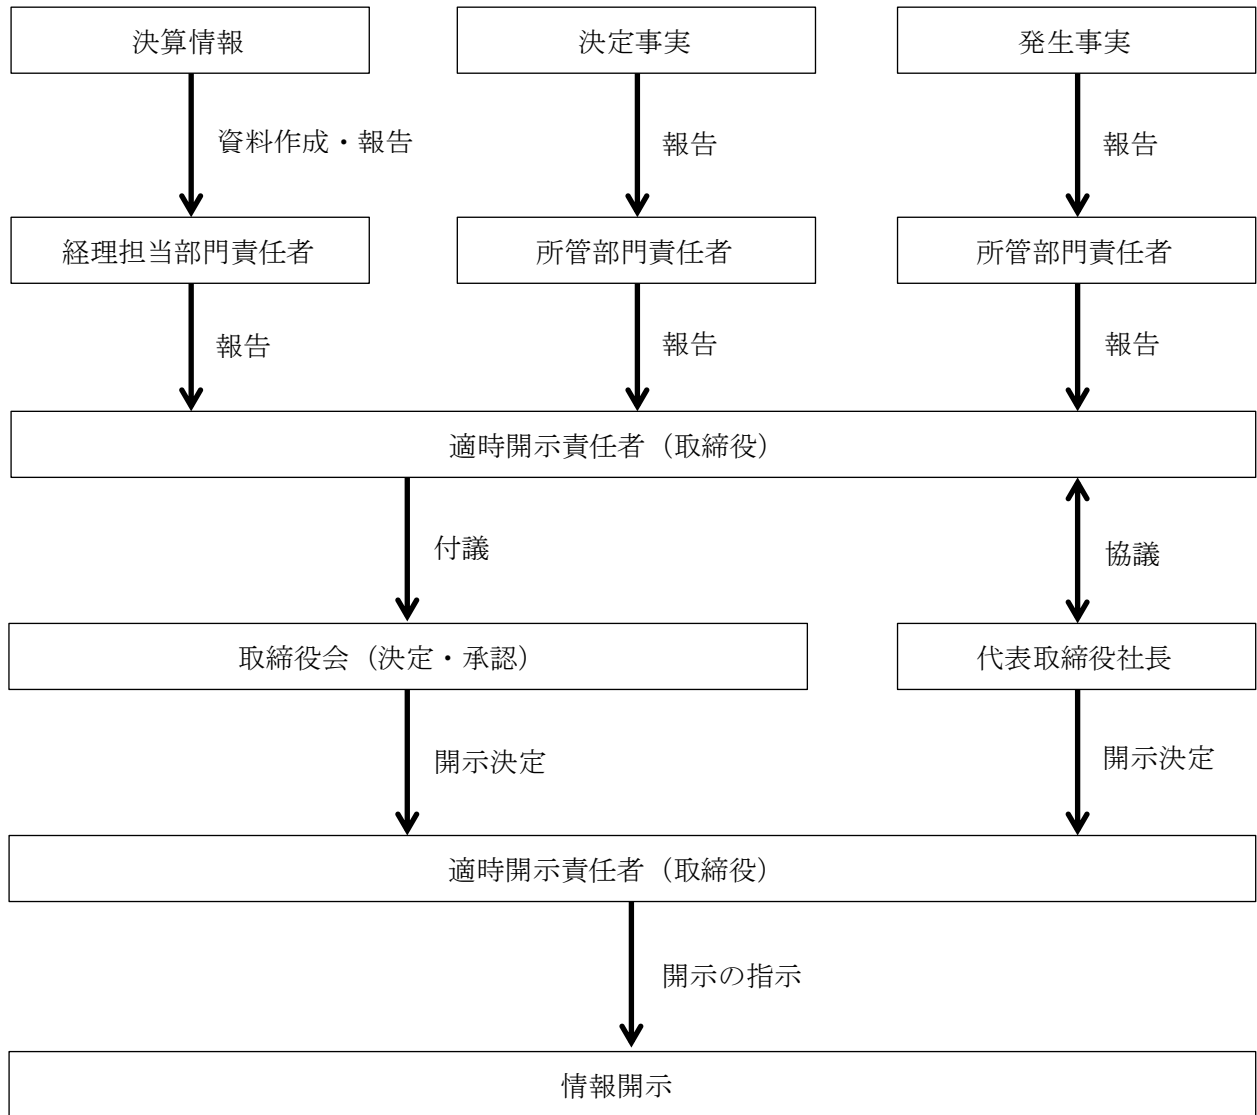 決算情報
決定事実
発生事実
資料作成・報告
報告
報告
経理担当部門責任者
所管部門責任者
所管部門責任者
報告
報告
報告
適時開示責任者（取締役）
付議
協議
取締役会（決定・承認）
代表取締役社長
開示決定
開示決定
適時開示責任者（取締役）
開示の指示
情報開示